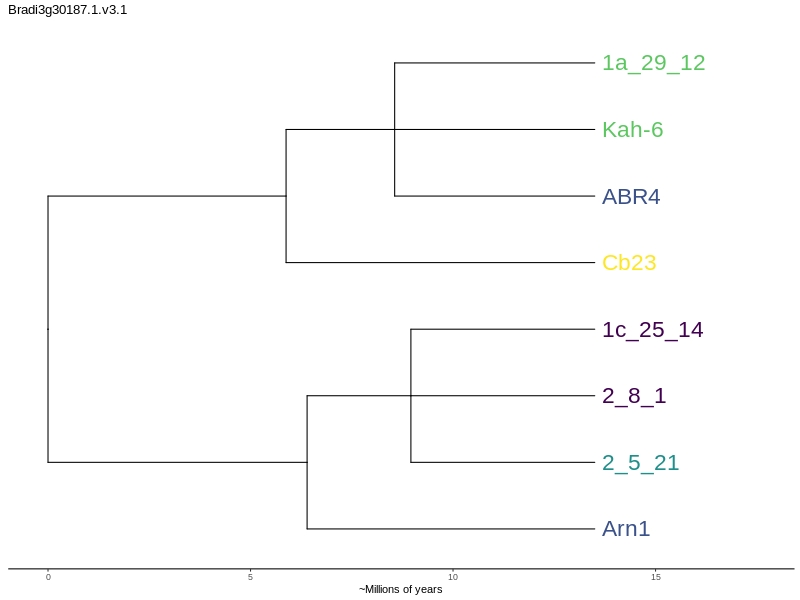 Bradi3g30187.1.v3.1
1a_29_12
Kah-6
ABR4
Cb23
1c_25_14
2_8_1
2_5_21
Arn1
0 5 10 15
~Millions of years